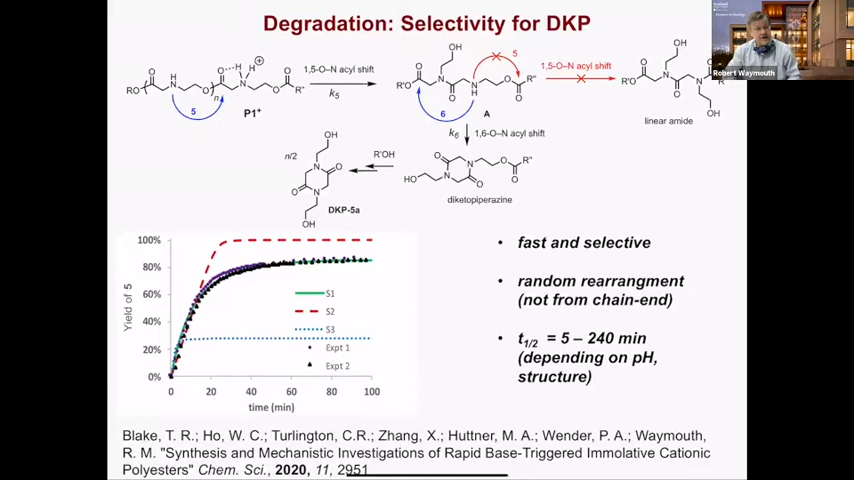 Degradation: Selectivity for DKP
Robert Waymouth
1,5-O–N acyl shift
k5
P1+
5
n
RO
O
H
N
R"
1,5-O–N acyl shift
5
6
A
R'O
OH
linear amide
k6
1,6-O–N acyl shift
n/2
R'OH
DKP-5a
HO
diketopiperazine
Yield of 5
100%
80%
60%
40%
20%
0%
0 20 40 60 80 100
time (min)
S1
S2
S3
Expt 1
Expt 2
• fast and selective
• random rearrangment
(not from chain-end)
• t1/2 = 5 – 240 min
(depending on pH,
structure)
Blake, T. R.; Ho, W. C.; Turlington, C.R.; Zhang, X.; Huttner, M. A.; Wender, P. A.; Waymouth,
R. M. "Synthesis and Mechanistic Investigations of Rapid Base-Triggered Immolative Cationic
Polyesters" Chem. Sci., 2020, 11, 2951